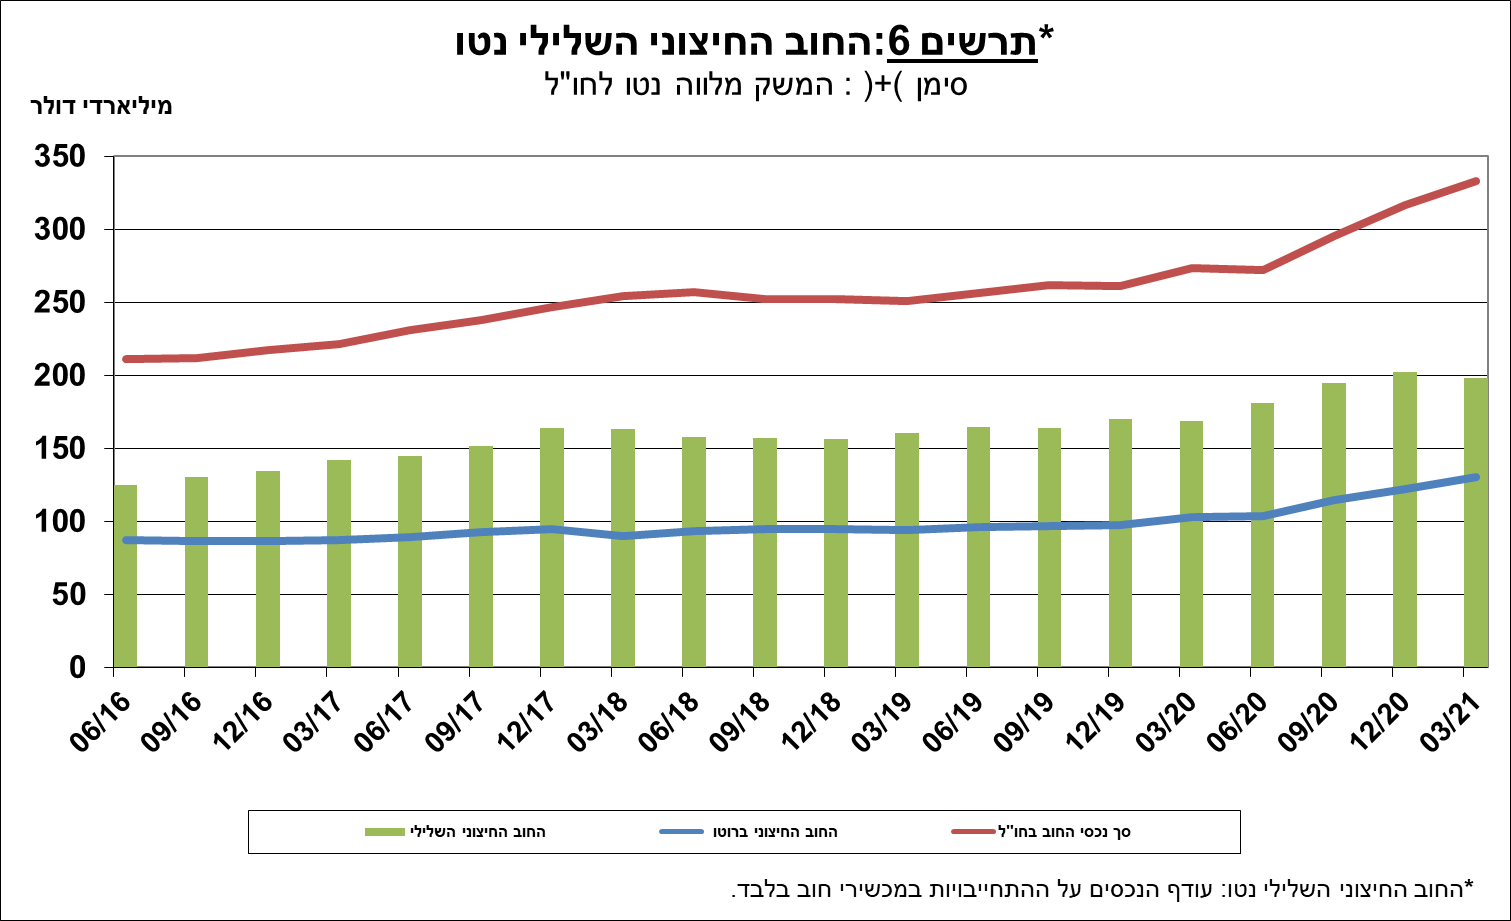 *תרשים 6:החוב החיצוני השלילי נטו
סימן (+) : המשק מלווה נטו לחו"ל
מיליארדי דולר
350
300
250
200
150
100
50
0
06/16 09/16 12/16 03/17 06/17 09/17 12/17 03/18 06/18 09/18 12/18 03/19 06/19 09/19 12/19 03/20 06/20 09/20 12/20 03/21
החוב החיצוני השלילי החוב החיצוני ברוטו סך נכסי החוב בחו"ל
*החוב החיצוני השלילי נטו: עודף הנכסים על ההתחייבויות במכשירי חוב בלבד.